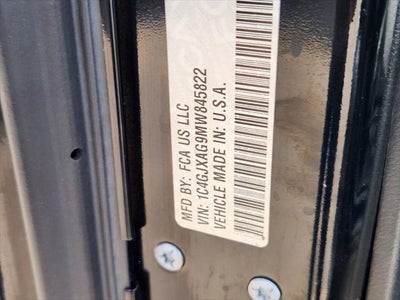 MFD BY: FCA US LLC
VIN: 1C4GJXAG9MW845822
VEHICLE MADE IN: U.S.A.